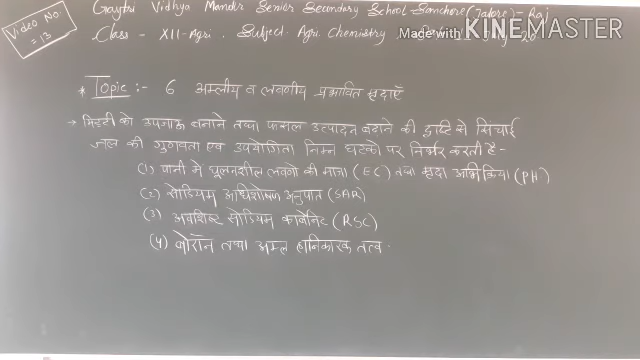 Gaytri Vidhya Mandir Senior Secondary School Sanchore (Jalore) - Raj
Video No. = 13
Class - XII - Agri. Subject - Agri. Chemistry
Made with KINEMASTER
* Topic :- 6 अम्लीय व लवणीय प्रभावित मृदाएँ
→ मिट्टी को उपजाऊ बनाने तथा फसल उत्पादन बढाने की दृष्टि से सिंचाई
जल की गुणवता एवं उपयोगिता निम्न घटको पर निर्भर करती है -
(1) पानी मे घुलनशील लवणो की मात्रा (EC) तथा मृदा अभिक्रिया (PH)
(2) सोडियम अधिशोषण अनुपात (SAR)
(3) अवशिष्ट सोडियम कार्बोनेट (RSC)
(4) बोरॉन तथा अम्ल हानिकारक तत्व .